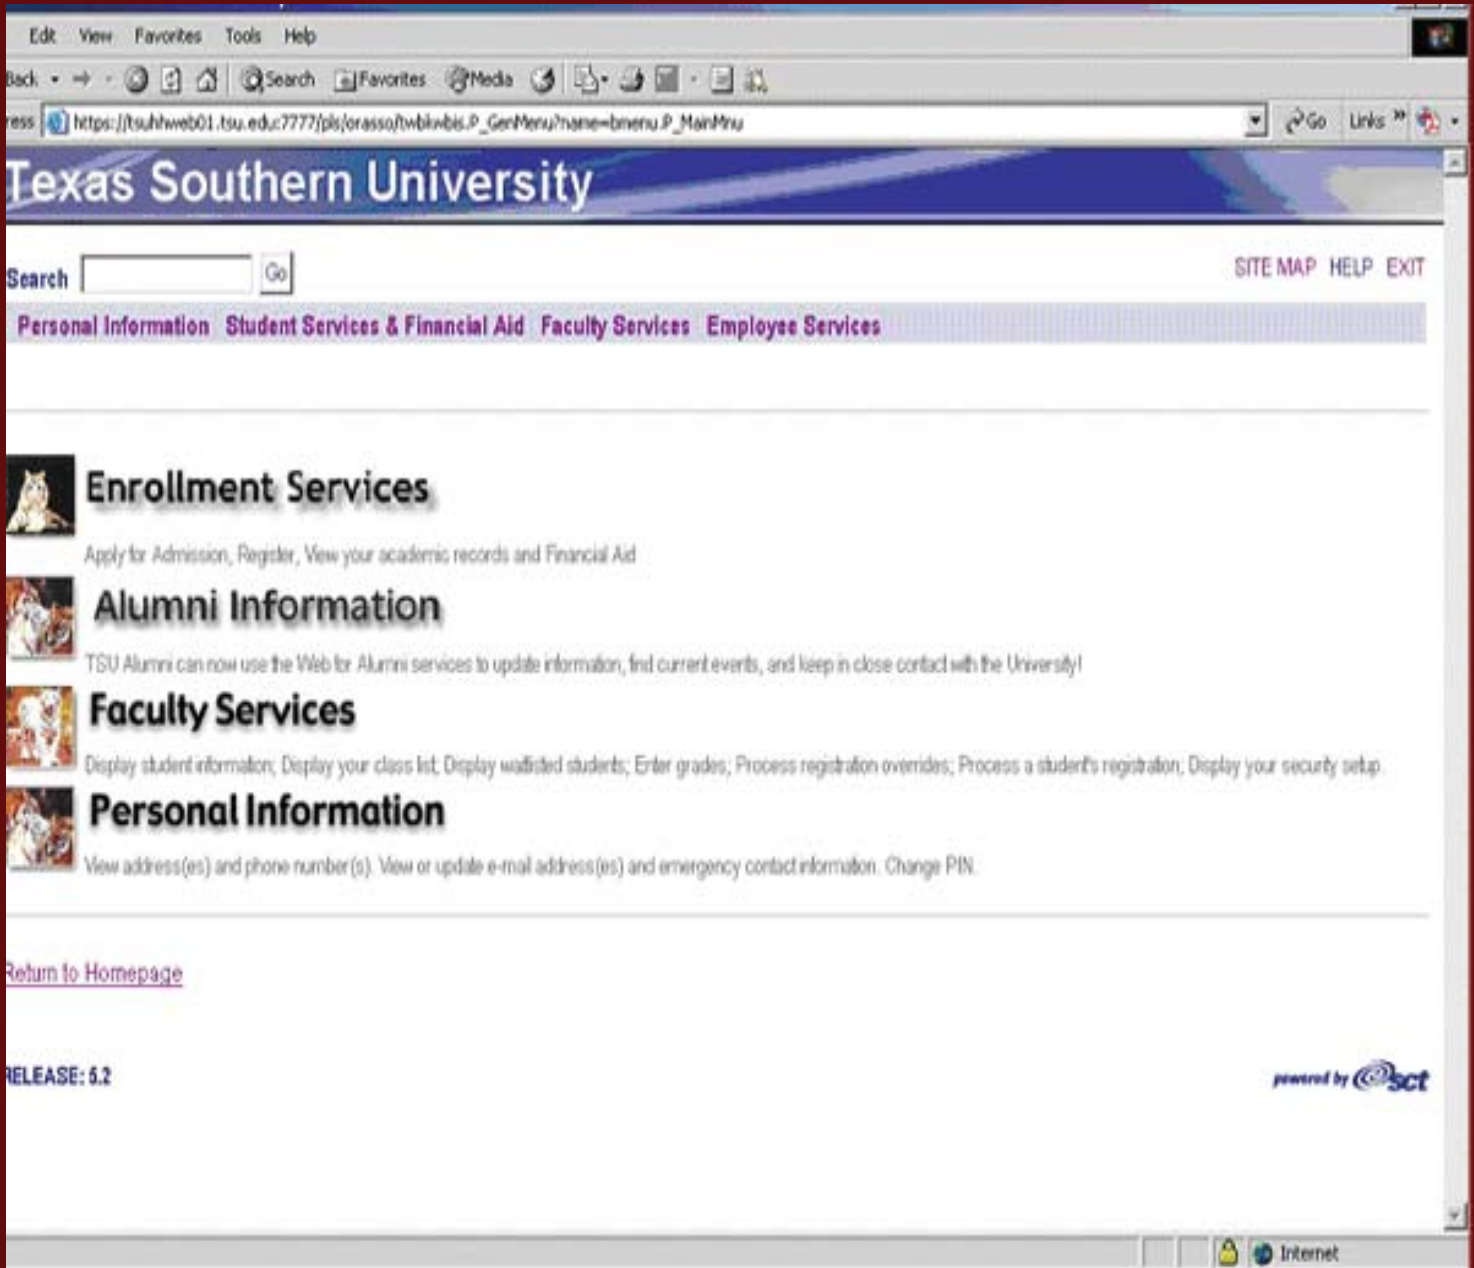 Edit View Favorites Tools Help
Back Search Favorites Media
ress https://tsuhhweb01.tsu.edu:7777/pls/orasso/twbkwbis.P_GenMenu?name=bmenu.P_MainMnu Go Links »
Texas Southern University
Search Go SITE MAP HELP EXIT
Personal Information Student Services & Financial Aid Faculty Services Employee Services
Enrollment Services
Apply for Admission, Register, View your academic records and Financial Aid
Alumni Information
TSU Alumni can now use the Web for Alumni services to update information, find current events, and keep in close contact with the University!
Faculty Services
Display student information; Display your class list; Display waitlisted students; Enter grades; Process registration overrides; Process a student's registration; Display your security setup.
Personal Information
View address(es) and phone number(s). View or update e-mail address(es) and emergency contact information. Change PIN.
Return to Homepage
RELEASE: 5.2 powered by sct
Internet